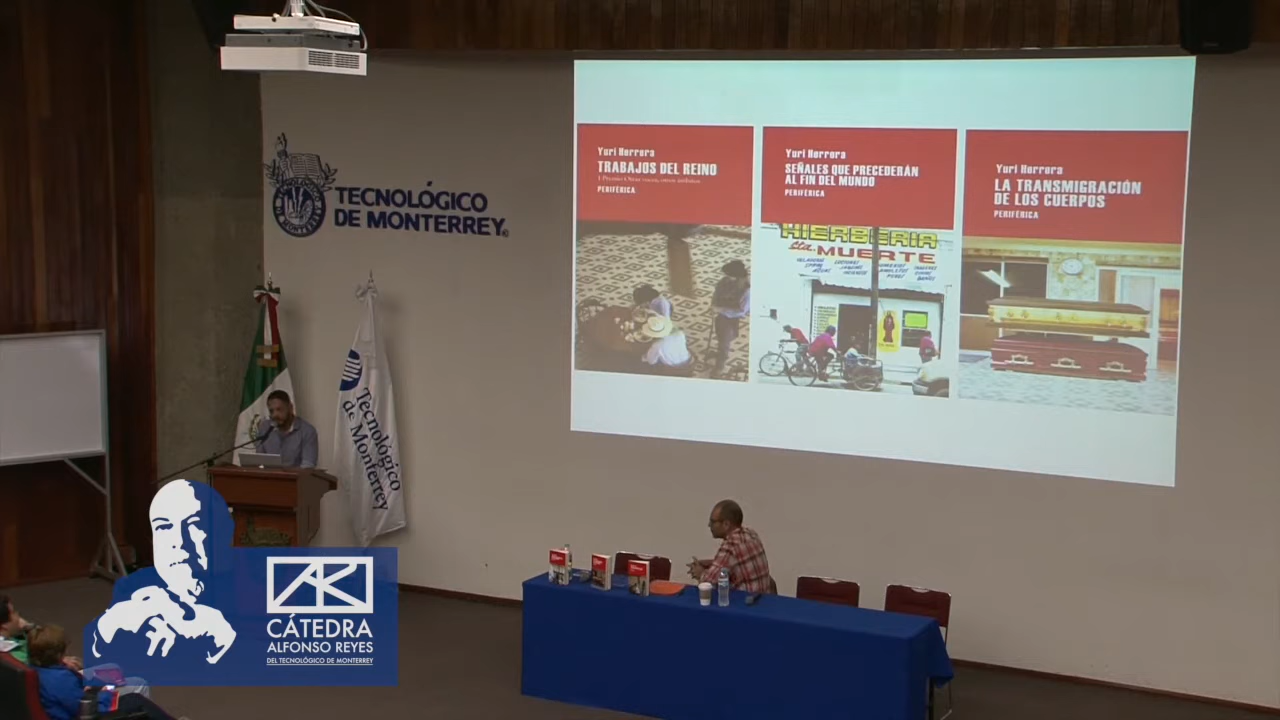 TECNOLÓGICO
DE MONTERREY®
Yuri Herrera
TRABAJOS DEL REINO
PERIFÉRICA
Yuri Herrera
SEÑALES QUE PRECEDERÁN
AL FIN DEL MUNDO
PERIFÉRICA
HIERBERIA
Sta. MUERTE
Yuri Herrera
LA TRANSMIGRACIÓN
DE LOS CUERPOS
PERIFÉRICA
Tecnológico
de Monterrey
CÁTEDRA
ALFONSO REYES
DEL TECNOLÓGICO DE MONTERREY